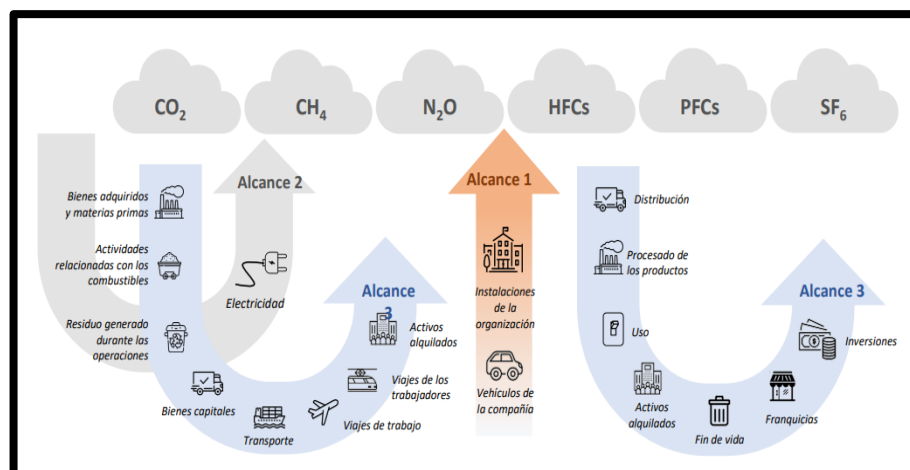 CO₂
CH₄
N₂O
HFCs
PFCs
SF₆
Alcance 2
Alcance 1
Bienes adquiridos
y materias primas
Actividades
relacionadas con los
combustibles
Residuo generado
durante las
operaciones
Electricidad
Bienes capitales
Transporte
Viajes de trabajo
Viajes de los
trabajadores
Activos
alquilados
Alcance
3
Instalaciones
de la
organización
Vehículos de
la compañía
Distribución
Procesado de
los productos
Uso
Activos
alquilados
Fin de vida
Franquicias
Inversiones
Alcance 3